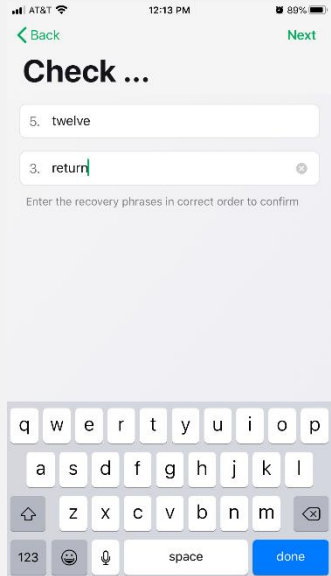 AT&T 12:13 PM 89%
Back Next
Check ...
5. twelve
3. return
Enter the recovery phrases in correct order to confirm
q w e r t y u i o p
a s d f g h j k l
z x c v b n m
123 space done